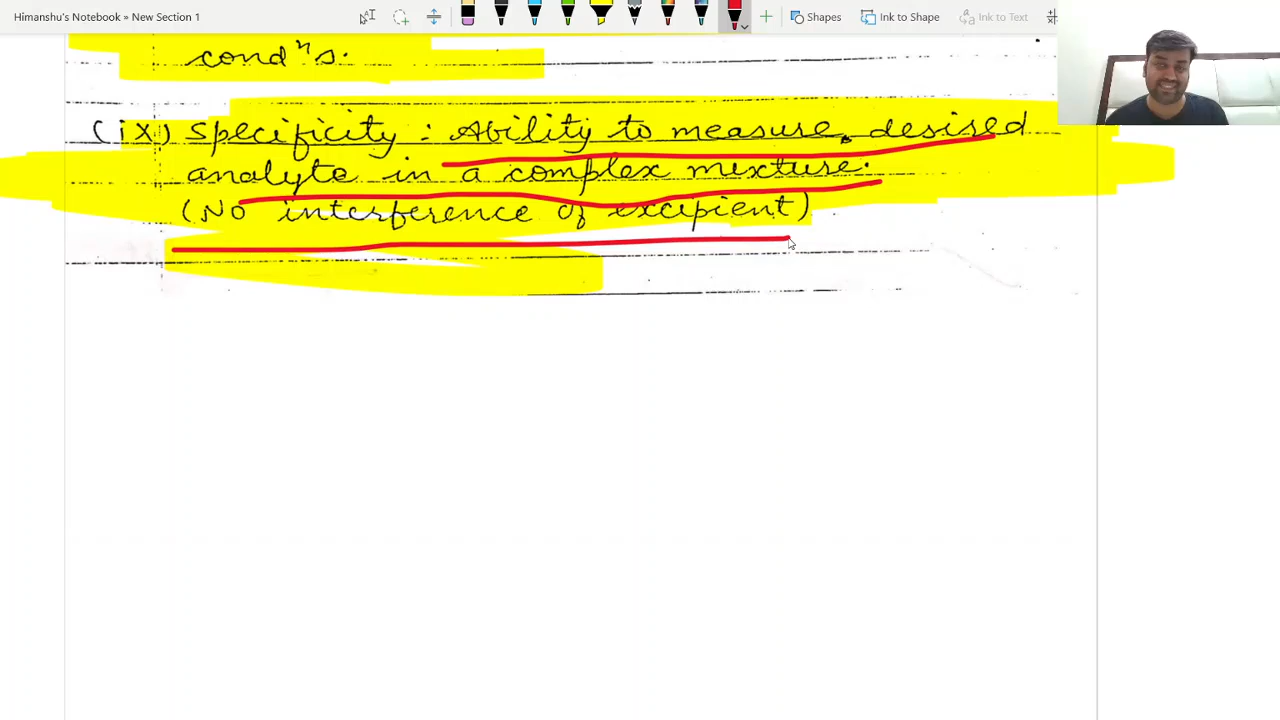 Himanshu's Notebook » New Section 1
Shapes
Ink to Shape
Ink to Text
condⁿs.
(ix) Specificity : Ability to measure desired
analyte in a complex mixture.
(No interference of excipient)